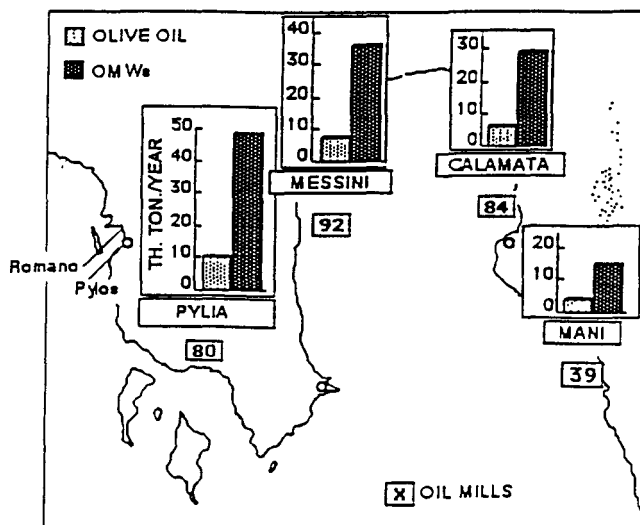 OLIVE OIL
OMWs
TH. TON./YEAR
50
40
30
20
10
0
PYLIA
80
40
30
20
10
0
MESSINI
92
30
20
10
0
CALAMATA
84
20
10
0
MANI
39
Romano
Pylos
X OIL MILLS